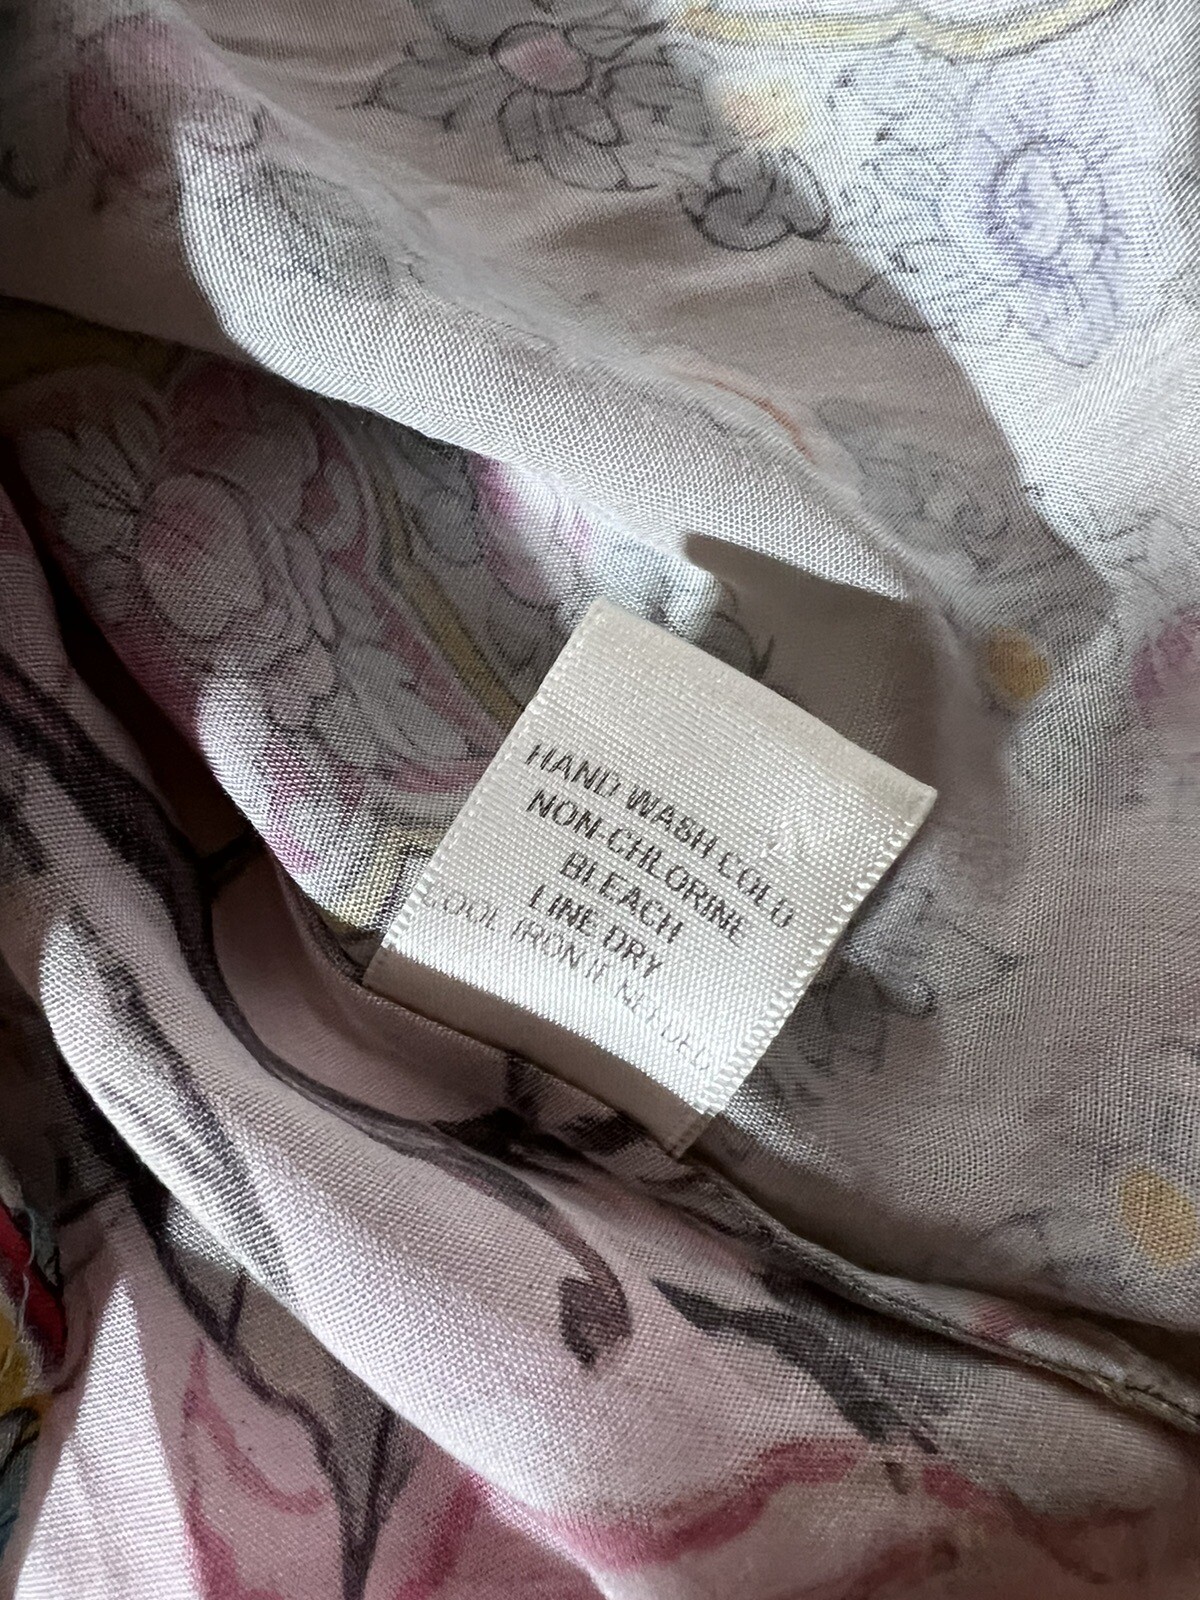 HAND WASH COLD
NON-CHLORINE
BLEACH
LINE DRY
COOL IRON IF NEEDED